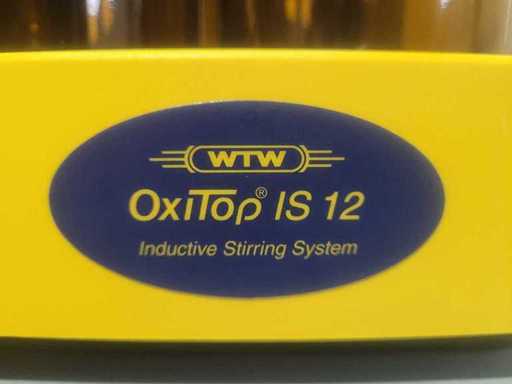 WTW
OxiTop® IS 12
Inductive Stirring System